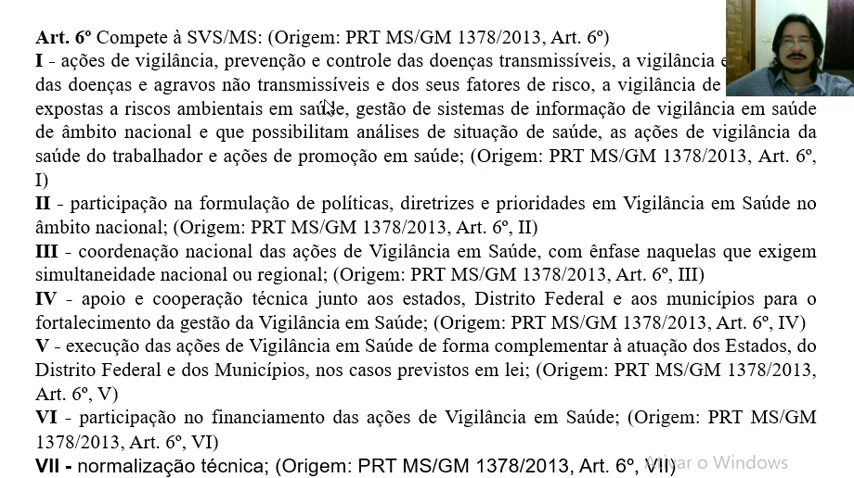 Art. 6º Compete à SVS/MS: (Origem: PRT MS/GM 1378/2013, Art. 6º)
I - ações de vigilância, prevenção e controle das doenças transmissíveis, a vigilância e
das doenças e agravos não transmissíveis e dos seus fatores de risco, a vigilância de
expostas a riscos ambientais em saúde, gestão de sistemas de informação de vigilância em saúde
de âmbito nacional e que possibilitam análises de situação de saúde, as ações de vigilância da
saúde do trabalhador e ações de promoção em saúde; (Origem: PRT MS/GM 1378/2013, Art. 6º,
I)
II - participação na formulação de políticas, diretrizes e prioridades em Vigilância em Saúde no
âmbito nacional; (Origem: PRT MS/GM 1378/2013, Art. 6º, II)
III - coordenação nacional das ações de Vigilância em Saúde, com ênfase naquelas que exigem
simultaneidade nacional ou regional; (Origem: PRT MS/GM 1378/2013, Art. 6º, III)
IV - apoio e cooperação técnica junto aos estados, Distrito Federal e aos municípios para o
fortalecimento da gestão da Vigilância em Saúde; (Origem: PRT MS/GM 1378/2013, Art. 6º, IV)
V - execução das ações de Vigilância em Saúde de forma complementar à atuação dos Estados, do
Distrito Federal e dos Municípios, nos casos previstos em lei; (Origem: PRT MS/GM 1378/2013,
Art. 6º, V)
VI - participação no financiamento das ações de Vigilância em Saúde; (Origem: PRT MS/GM
1378/2013, Art. 6º, VI)
VII - normalização técnica; (Origem: PRT MS/GM 1378/2013, Art. 6º, VII)
Ativar o Windows